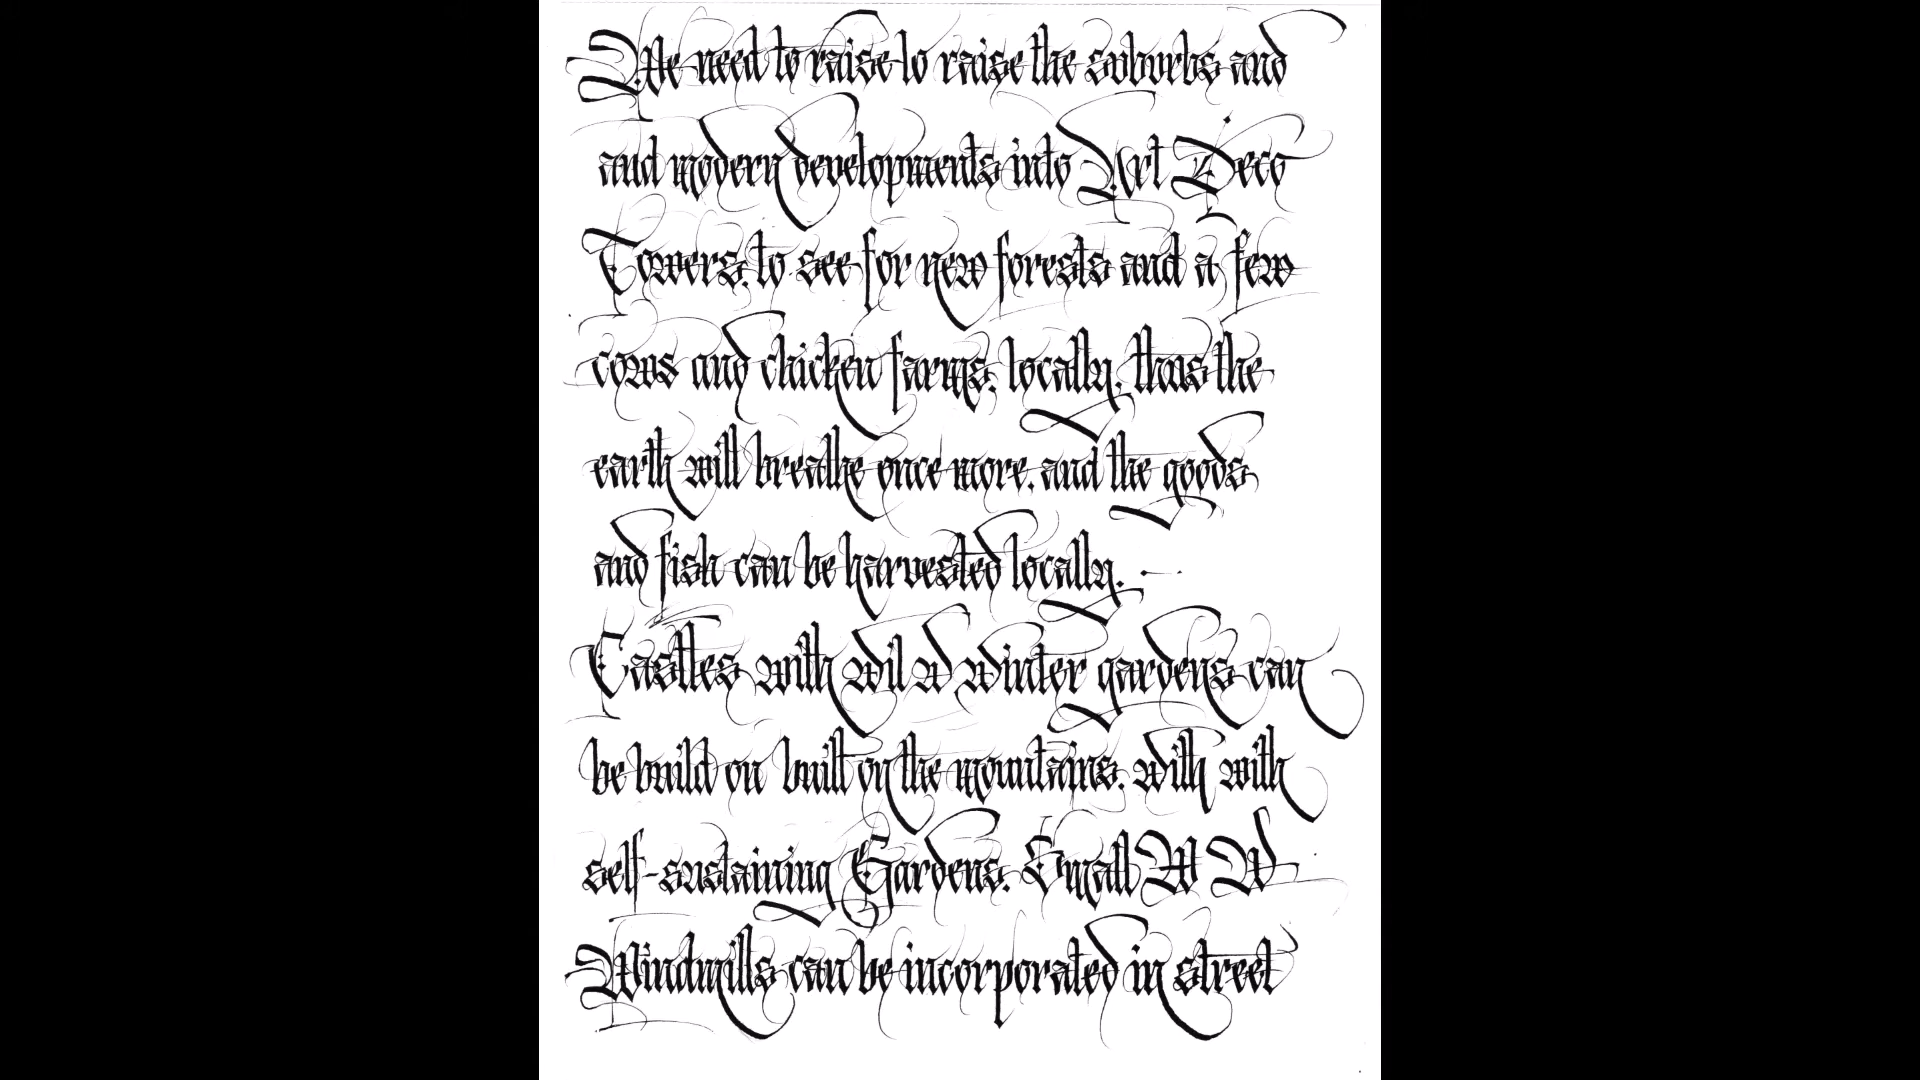 We need to raise to raise the suburbs and
and modern developments into Art Deco
Towers, to see for new forests and a few
cows and chicken farms, locally, thus the
earth will breathe once more, and the goods
and fish can be harvested locally. –
Castles with wil W Winter gardens can
be build on built on the mountains, with with
self-sustaining Gardens. Small W W
Windmills can be incorporated in street